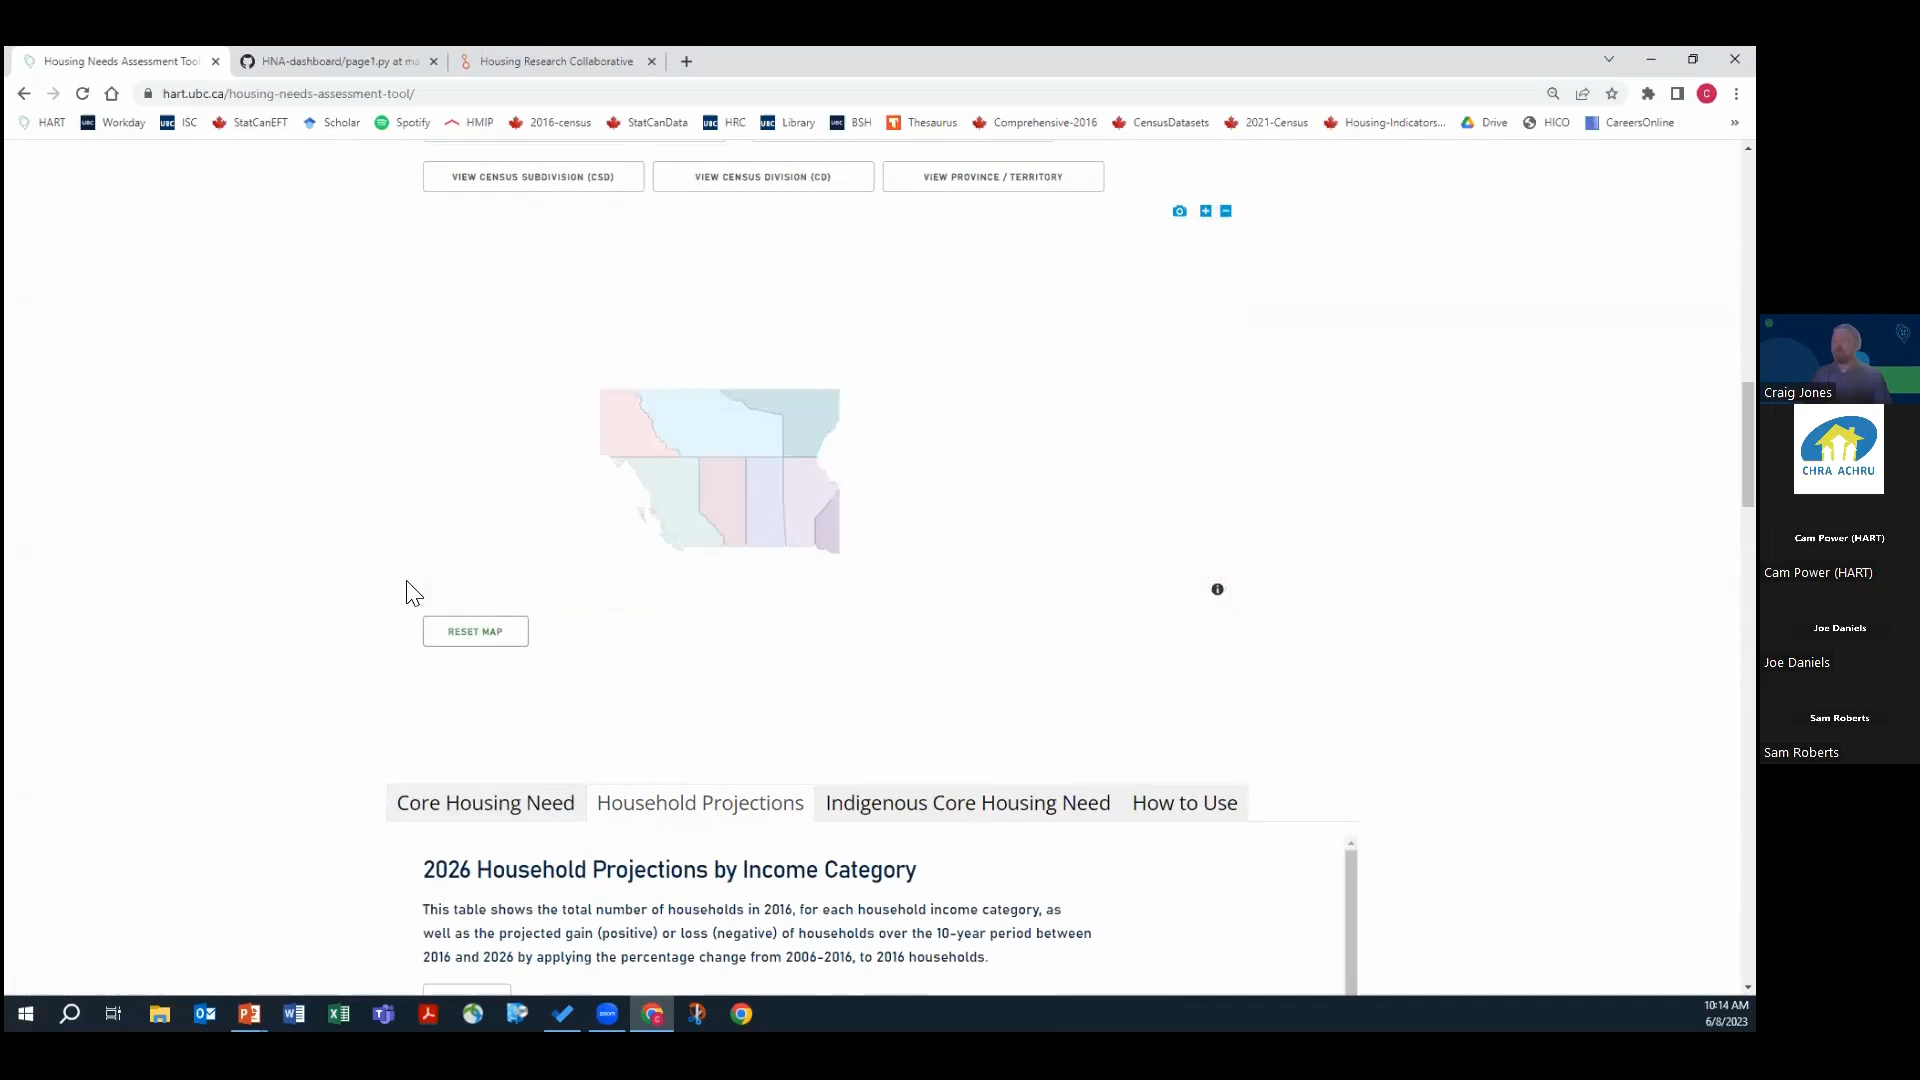 Housing Needs Assessment Tool
HNA-dashboard/page1.py at ma
Housing Research Collaborative
hart.ubc.ca/housing-needs-assessment-tool/
C
HART
UBC Workday
UBC ISC
StatCanEFT
Scholar
Spotify
HMIP
2016-census
StatCanData
UBC HRC
UBC Library
UBC BSH
Thesaurus
Comprehensive-2016
CensusDatasets
2021-Census
Housing-Indicators...
Drive
HICO
CareersOnline
VIEW CENSUS SUBDIVISION (CSD)
VIEW CENSUS DIVISION (CD)
VIEW PROVINCE / TERRITORY
RESET MAP
Core Housing Need
Household Projections
Indigenous Core Housing Need
How to Use
2026 Household Projections by Income Category
This table shows the total number of households in 2016, for each household income category, as
well as the projected gain (positive) or loss (negative) of households over the 10-year period between
2016 and 2026 by applying the percentage change from 2006-2016, to 2016 households.
Craig Jones
CHRA ACHRU
Cam Power (HART)
Cam Power (HART)
Joe Daniels
Joe Daniels
Sam Roberts
Sam Roberts
zoom
10:14 AM
6/8/2023